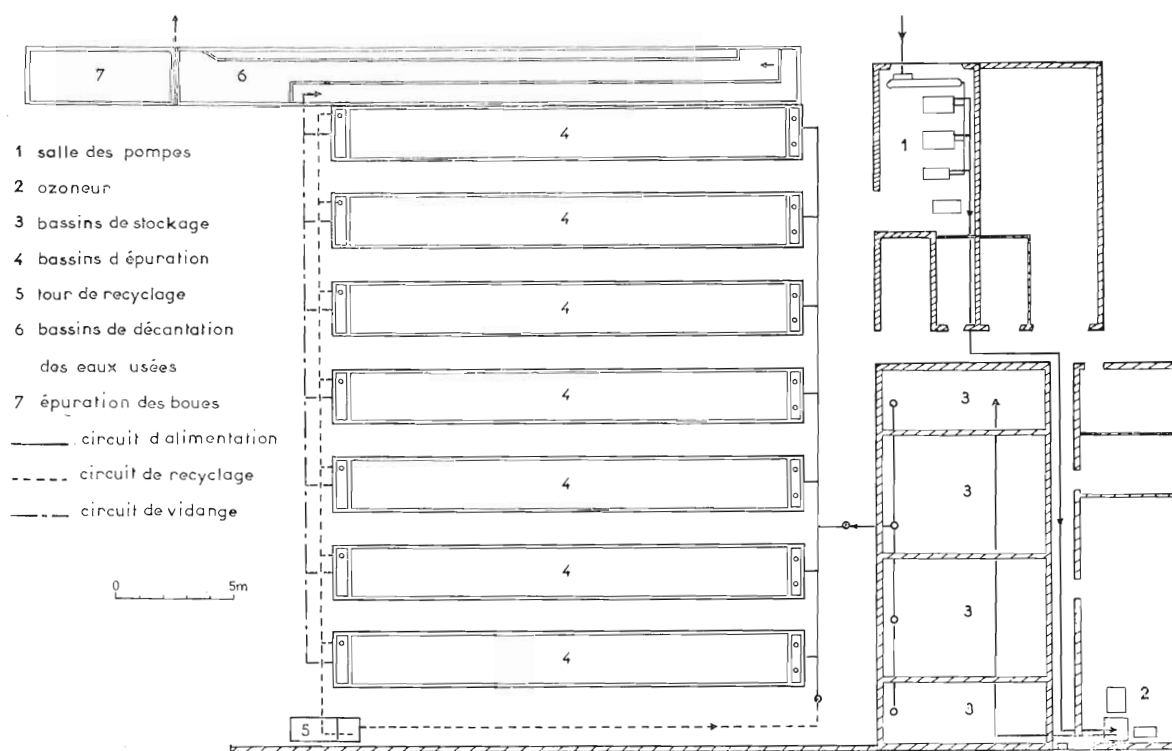 7
6
1
4
1 salle des pompes
2 ozoneur
3 bassins de stockage
4
4 bassins d épuration
5 tour de recyclage
4
6 bassins de décantation
des eaux usées
7 épuration des boues
4
3
circuit d'alimentation
circuit de recyclage
4
3
circuit de vidange
0 5m
4
3
4
2
3
5